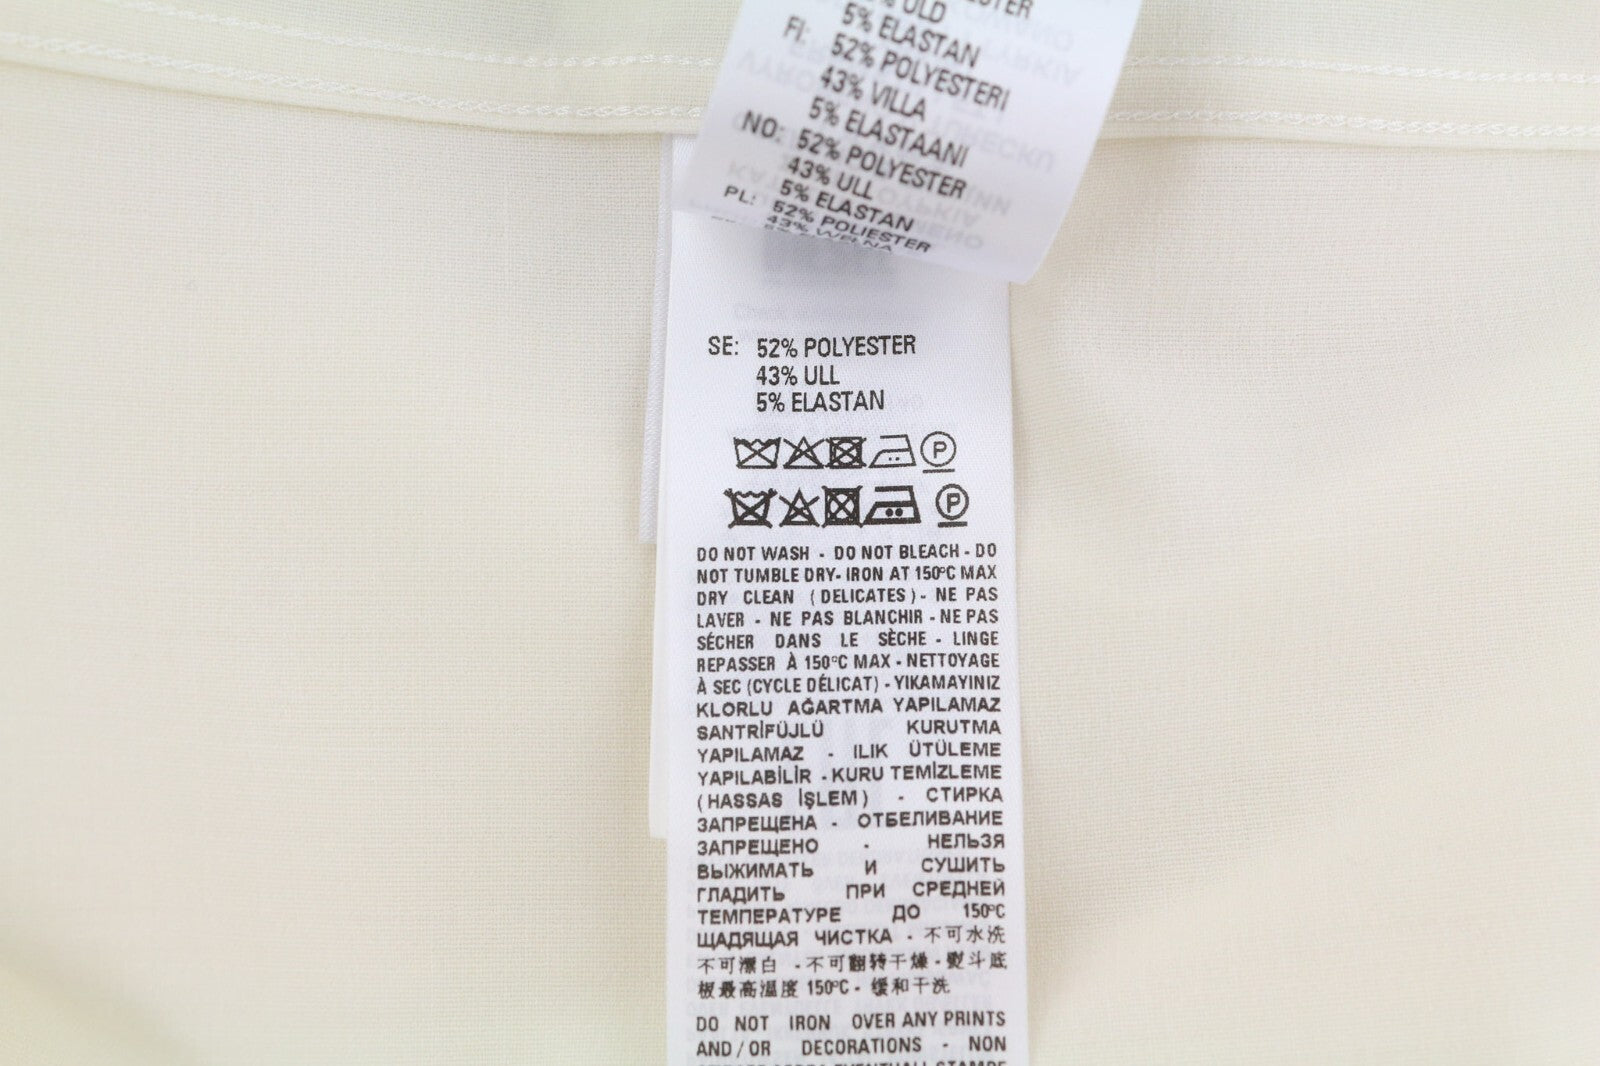 5% ELASTAN
FI: 52% POLYESTERI
43% VILLA
5% ELASTAANI
NO: 52% POLYESTER
43% ULL
5% ELASTAN
PL: 52% POLIESTER
43% WEŁNA
SE: 52% POLYESTER
43% ULL
5% ELASTAN
P
P
DO NOT WASH - DO NOT BLEACH - DO
NOT TUMBLE DRY- IRON AT 150°C MAX
DRY CLEAN ( DELICATES ) - NE PAS
LAVER - NE PAS BLANCHIR - NE PAS
SÉCHER DANS LE SÈCHE - LINGE
REPASSER À 150°C MAX - NETTOYAGE
À SEC (CYCLE DÉLICAT) - YIKAMAYINIZ
KLORLU AĞARTMA YAPILAMAZ
SANTRİFÜJLÜ KURUTMA
YAPILAMAZ - ILIK ÜTÜLEME
YAPILABİLİR - KURU TEMİZLEME
( HASSAS İŞLEM ) - СТИРКА
ЗАПРЕЩЕНА - ОТБЕЛИВАНИЕ
ЗАПРЕЩЕНО - НЕЛЬЗЯ
ВЫЖИМАТЬ И СУШИТЬ
ГЛАДИТЬ ПРИ СРЕДНЕЙ
ТЕМПЕРАТУРЕ ДО 150°C
ЩАДЯЩАЯ ЧИСТКА - 不可水洗
不可漂白 - 不可翻转干燥 - 熨斗底
板最高温度 150°C - 缓和干洗
DO NOT IRON OVER ANY PRINTS
AND / OR DECORATIONS - NON